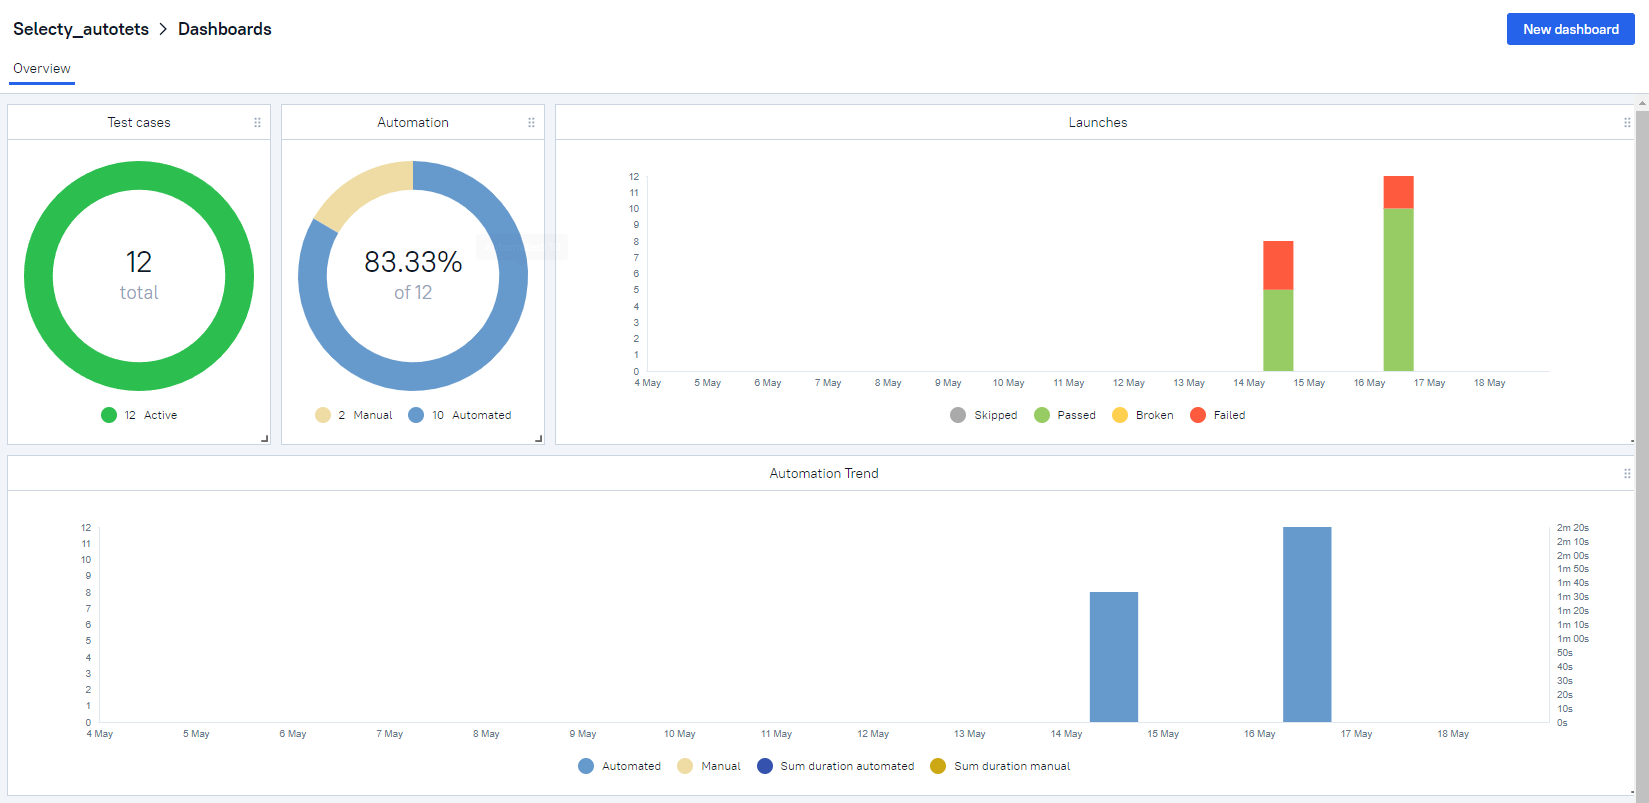 Selecty_autotets > Dashboards
New dashboard
Overview
Test cases
12
total
12 Active
Automation
83.33%
of 12
2 Manual 10 Automated
Launches
12
11
10
9
8
7
6
5
4
3
2
1
0
4 May 5 May 6 May 7 May 8 May 9 May 10 May 11 May 12 May 13 May 14 May 15 May 16 May 17 May 18 May
Skipped Passed Broken Failed
Automation Trend
12
11
10
9
8
7
6
5
4
3
2
1
0
2m 20s
2m 10s
2m 00s
1m 50s
1m 40s
1m 30s
1m 20s
1m 10s
1m 00s
50s
40s
30s
20s
10s
0s
4 May 5 May 6 May 7 May 8 May 9 May 10 May 11 May 12 May 13 May 14 May 15 May 16 May 17 May 18 May
Automated Manual Sum duration automated Sum duration manual